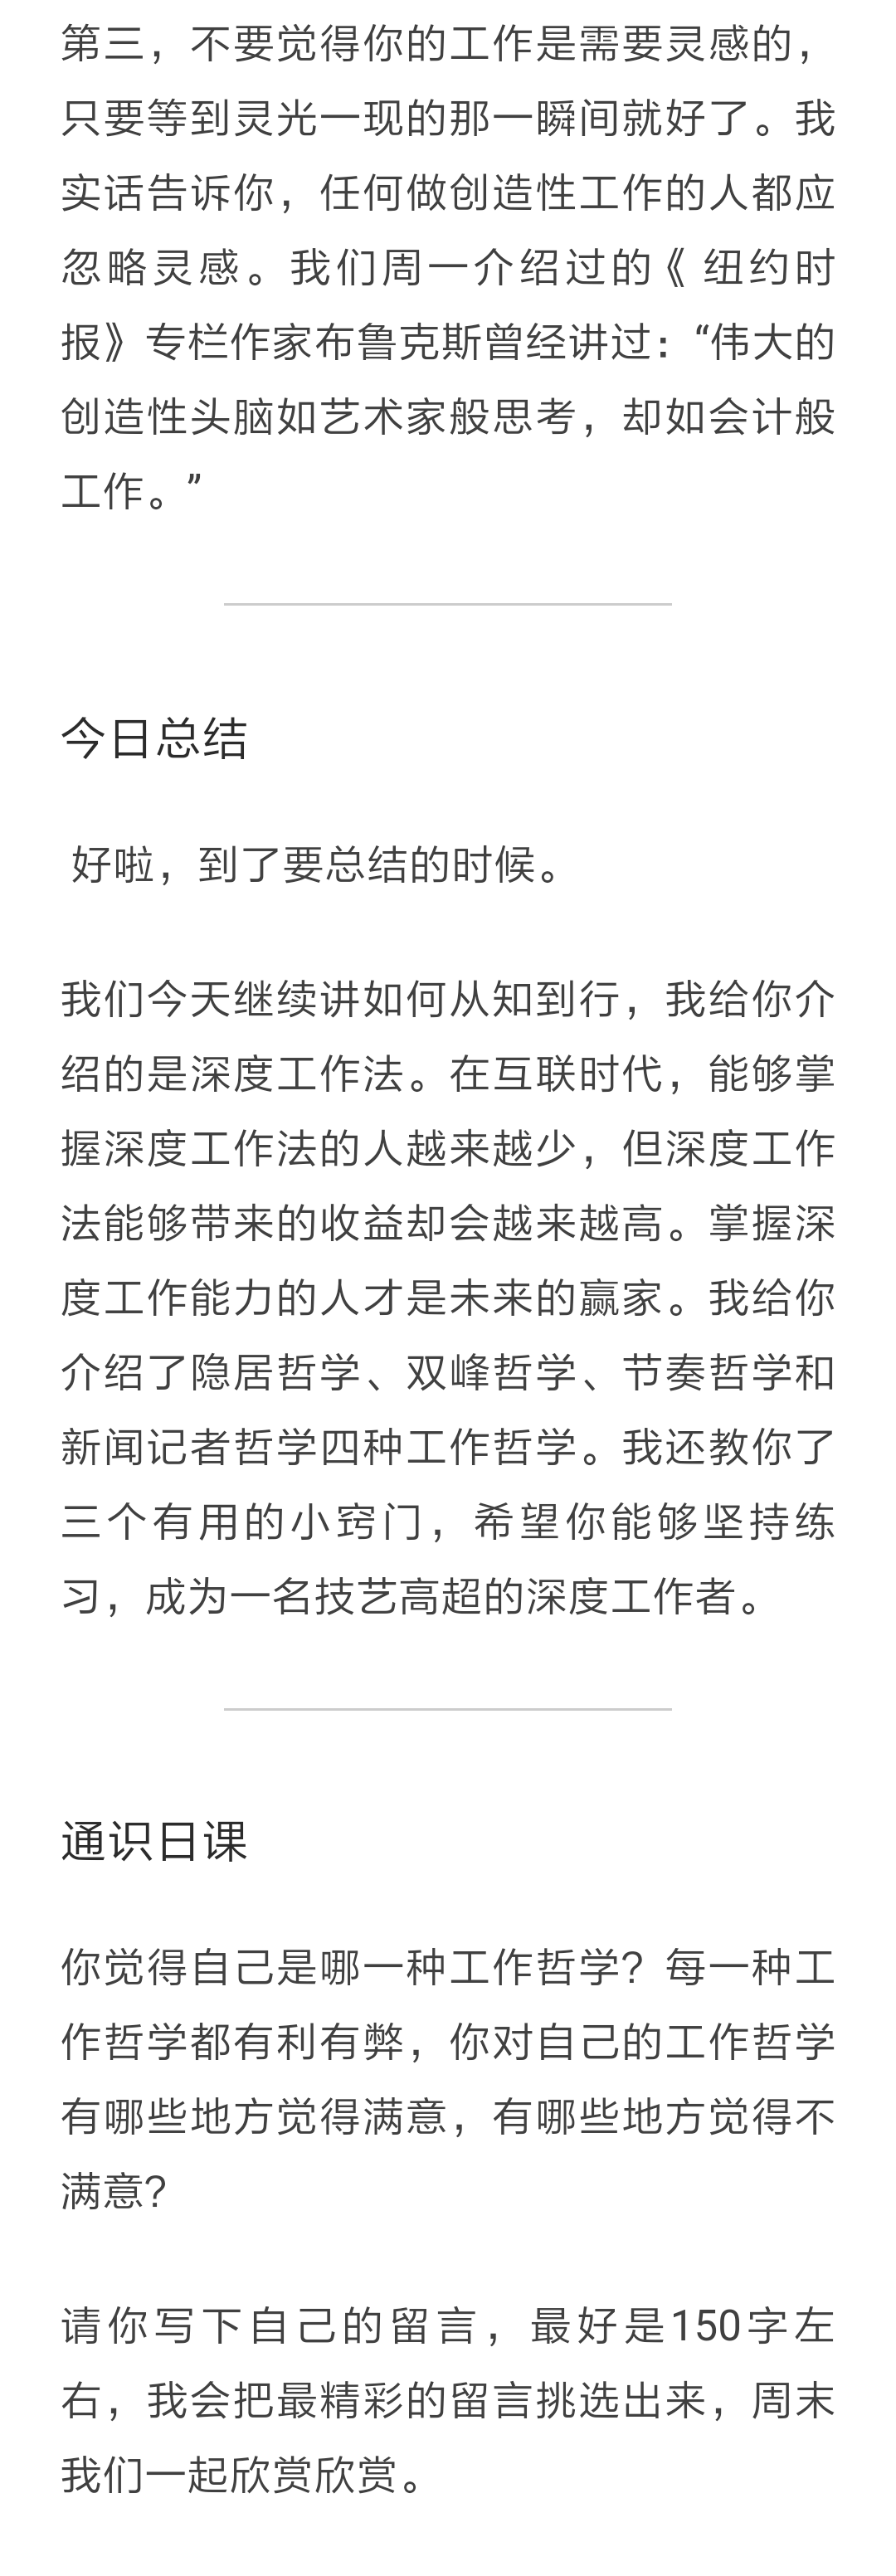 第三，不要觉得你的工作是需要灵感的，
只要等到灵光一现的那一瞬间就好了。我
实话告诉你，任何做创造性工作的人都应
忽略灵感。我们周一介绍过的《 纽约时
报》专栏作家布鲁克斯曾经讲过：“伟大的
创造性头脑如艺术家般思考，却如会计般
工作。”
今日总结
好啦，到了要总结的时候。
我们今天继续讲如何从知到行，我给你介
绍的是深度工作法。在互联时代，能够掌
握深度工作法的人越来越少，但深度工作
法能够带来的收益却会越来越高。掌握深
度工作能力的人才是未来的赢家。我给你
介绍了隐居哲学、双峰哲学、节奏哲学和
新闻记者哲学四种工作哲学。我还教你了
三个有用的小窍门，希望你能够坚持练
习，成为一名技艺高超的深度工作者。
通识日课
你觉得自己是哪一种工作哲学？每一种工
作哲学都有利有弊，你对自己的工作哲学
有哪些地方觉得满意，有哪些地方觉得不
满意？
请你写下自己的留言，最好是150字左
右，我会把最精彩的留言挑选出来，周末
我们一起欣赏欣赏。